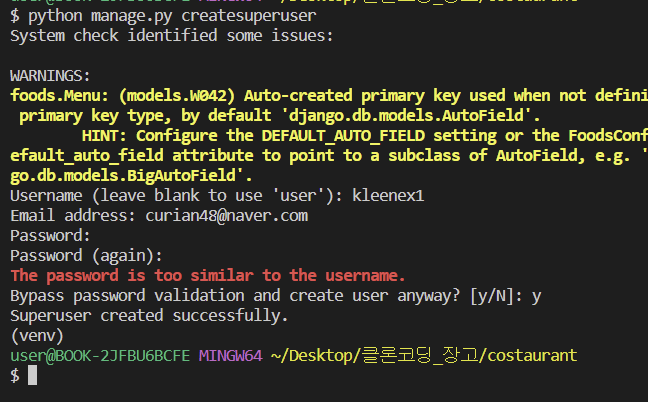 $ python manage.py createsuperuser
System check identified some issues:
WARNINGS:
foods.Menu: (models.W042) Auto-created primary key used when not defini
primary key type, by default 'django.db.models.AutoField'.
HINT: Configure the DEFAULT_AUTO_FIELD setting or the FoodsConf
efault_auto_field attribute to point to a subclass of AutoField, e.g. '
go.db.models.BigAutoField'.
Username (leave blank to use 'user'): kleenex1
Email address: curian48@naver.com
Password:
Password (again):
The password is too similar to the username.
Bypass password validation and create user anyway? [y/N]: y
Superuser created successfully.
(venv)
user@BOOK-2JFBU6BCFE MINGW64 ~/Desktop/클론코딩_장고/costaurant
$